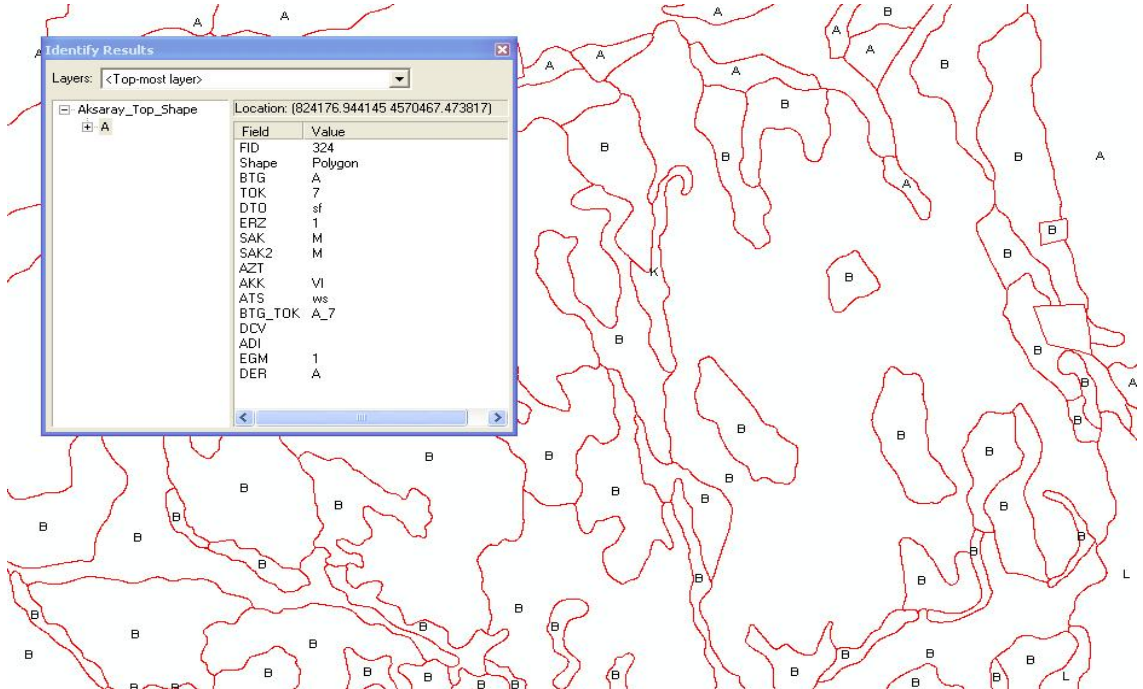 A A A B
A
Identify Results
A A A A B
Layers: <Top-most layer>
Aksaray_Top_Shape
A
Location: (824176.944145 4570467.473817)
Field Value
FID 324
Shape Polygon
BTG A
TOK 7
DTO sf
ERZ 1
SAK M
SAK2 M
AZT
AKK VI
ATS ws
BTG_TOK A_7
DCV
ADI
EGM 1
DER A
B
B B B A
A
B
B
K B
B
B
B A
B B
B B B B
B B B
B B B B
B B B B
B B B
B B L
B B
B B B B B
B B B B B
B B B B B B B B L
B B B B B